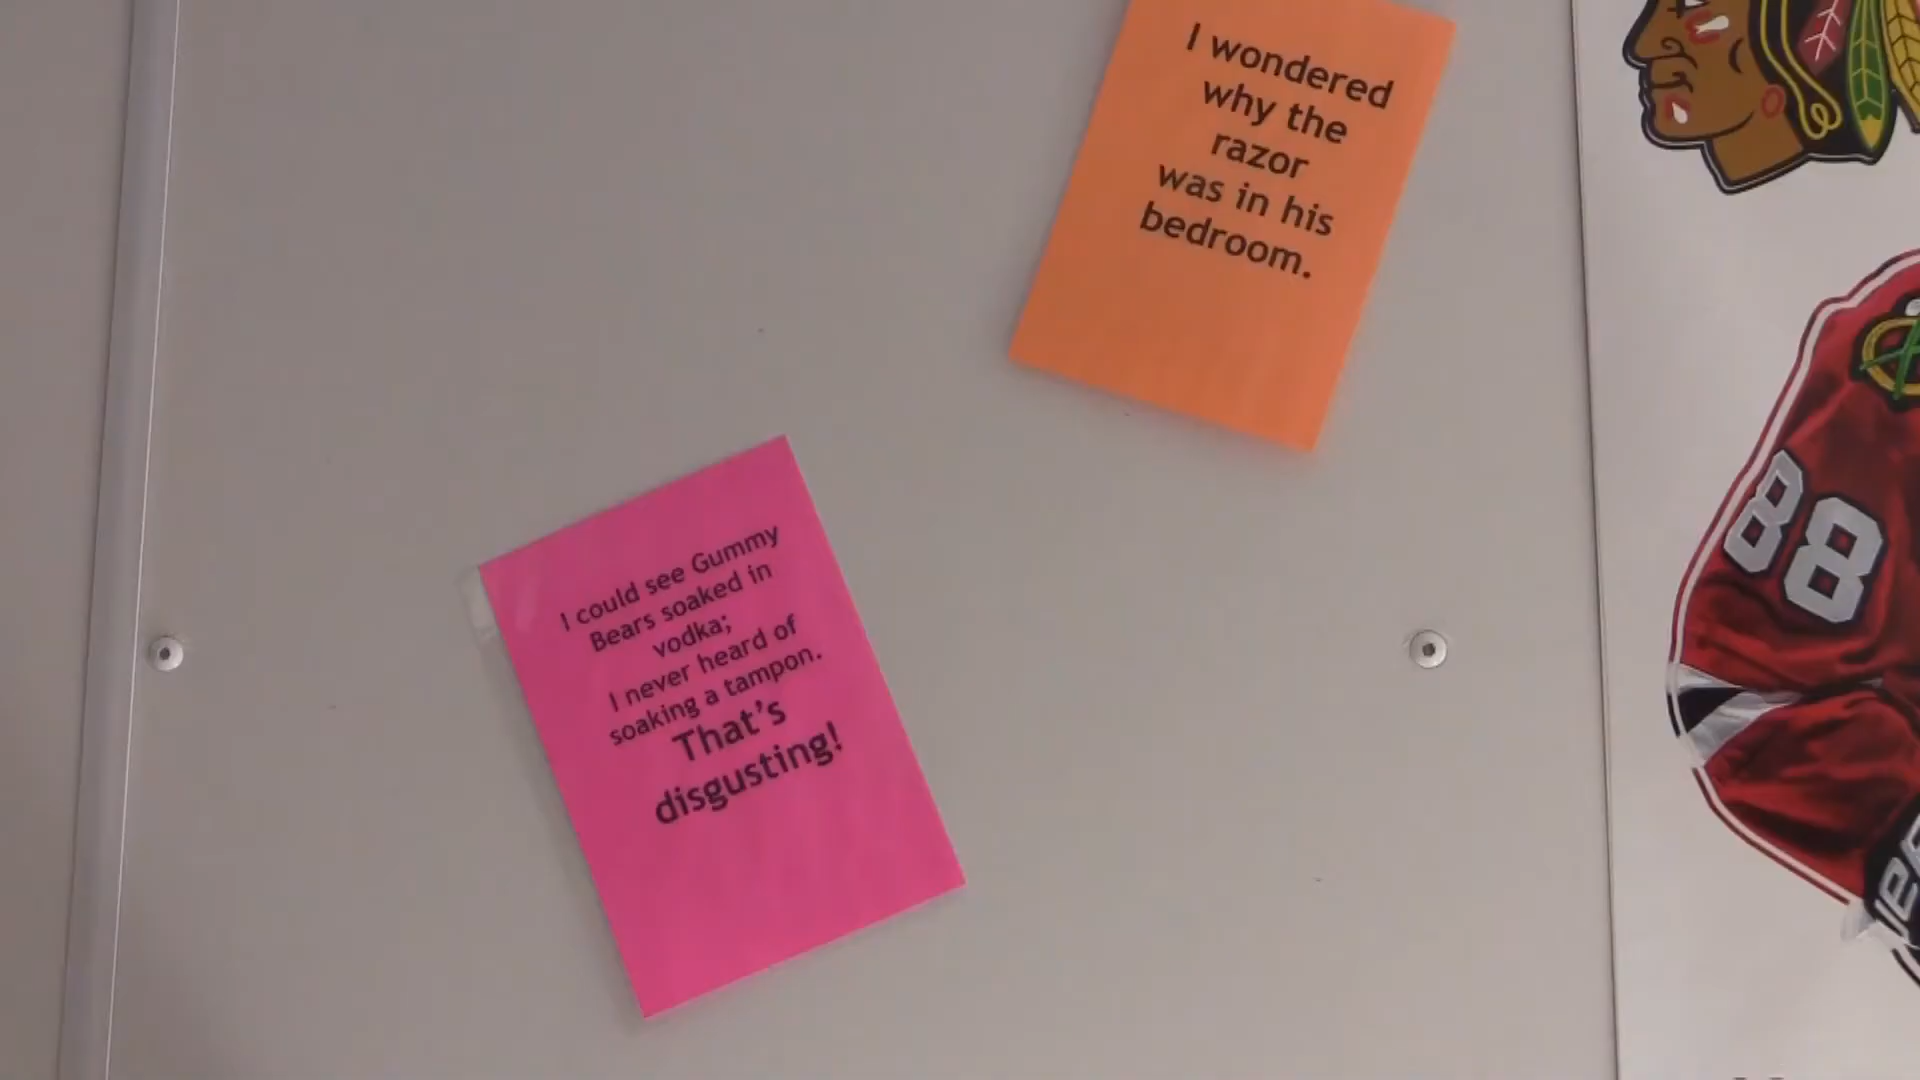 I wondered
why the
razor
was in his
bedroom.
I could see Gummy
Bears soaked in
vodka;
I never heard of
soaking a tampon.
That's
disgusting!
88